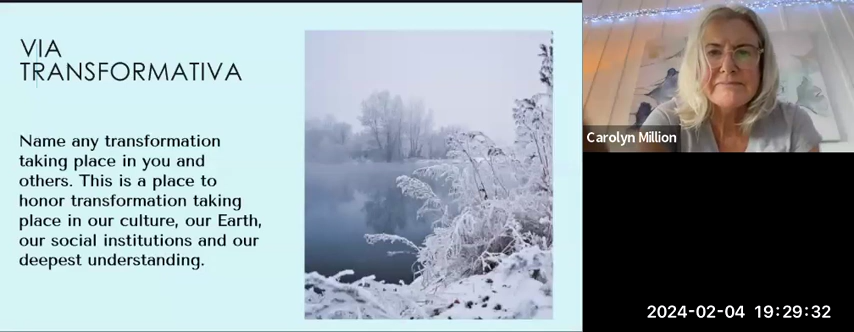 VIA
TRANSFORMATIVA
Name any transformation
taking place in you and
others. This is a place to
honor transformation taking
place in our culture, our Earth,
our social institutions and our
deepest understanding.
Carolyn Million
2024-02-04 19:29:32